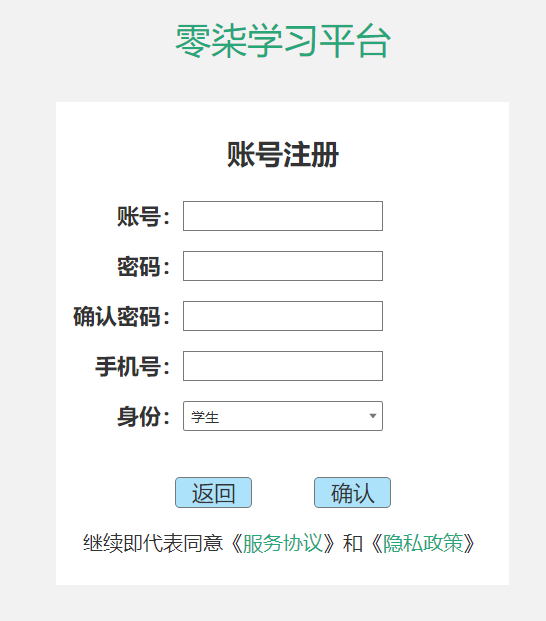 零柒学习平台
账号注册
账号：
密码：
确认密码：
手机号：
身份： 学生
返回 确认
继续即代表同意《服务协议》和《隐私政策》